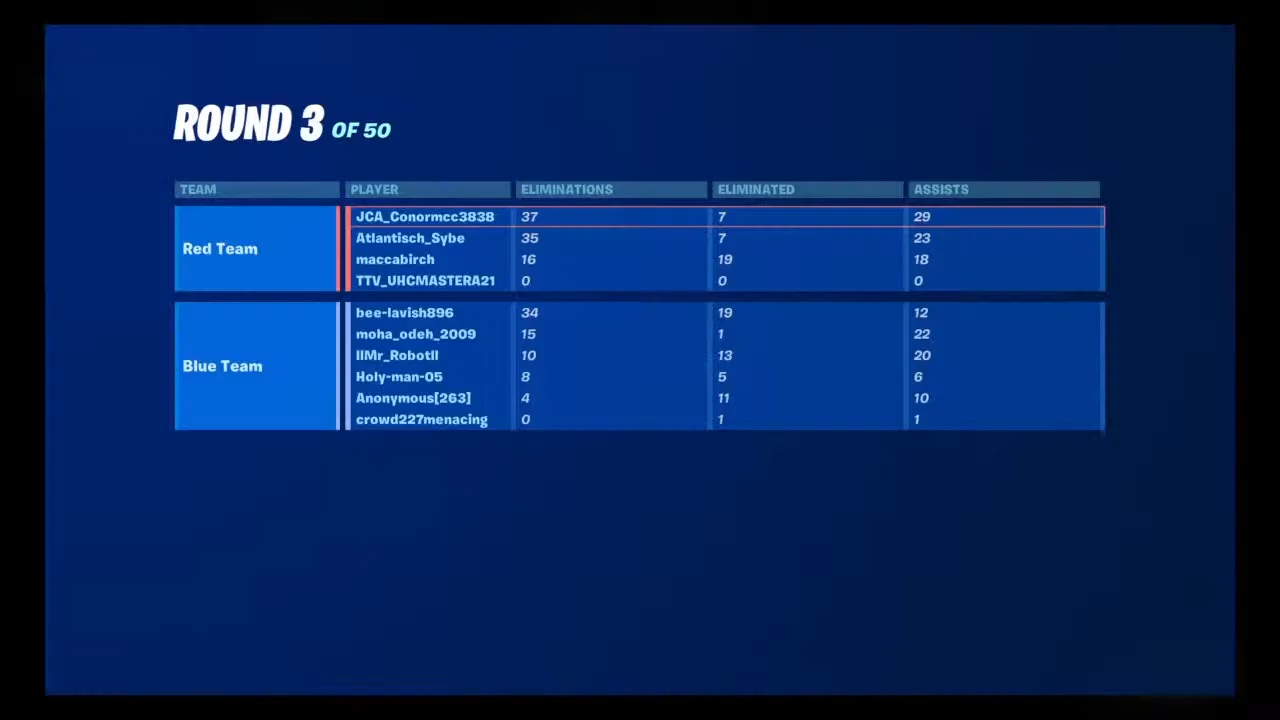 ROUND 3 OF 50
TEAM PLAYER ELIMINATIONS ELIMINATED ASSISTS
Red Team
JCA_Conormcc3838 37 7 29
Atlantisch_Sybe 35 7 23
maccabirch 16 19 18
TTV_UHCMASTERA21 0 0 0
Blue Team
bee-lavish896 34 19 12
moha_odeh_2009 15 1 22
IIMr_RobotII 10 13 20
Holy-man-05 8 5 6
Anonymous[263] 4 11 10
crowd227menacing 0 1 1